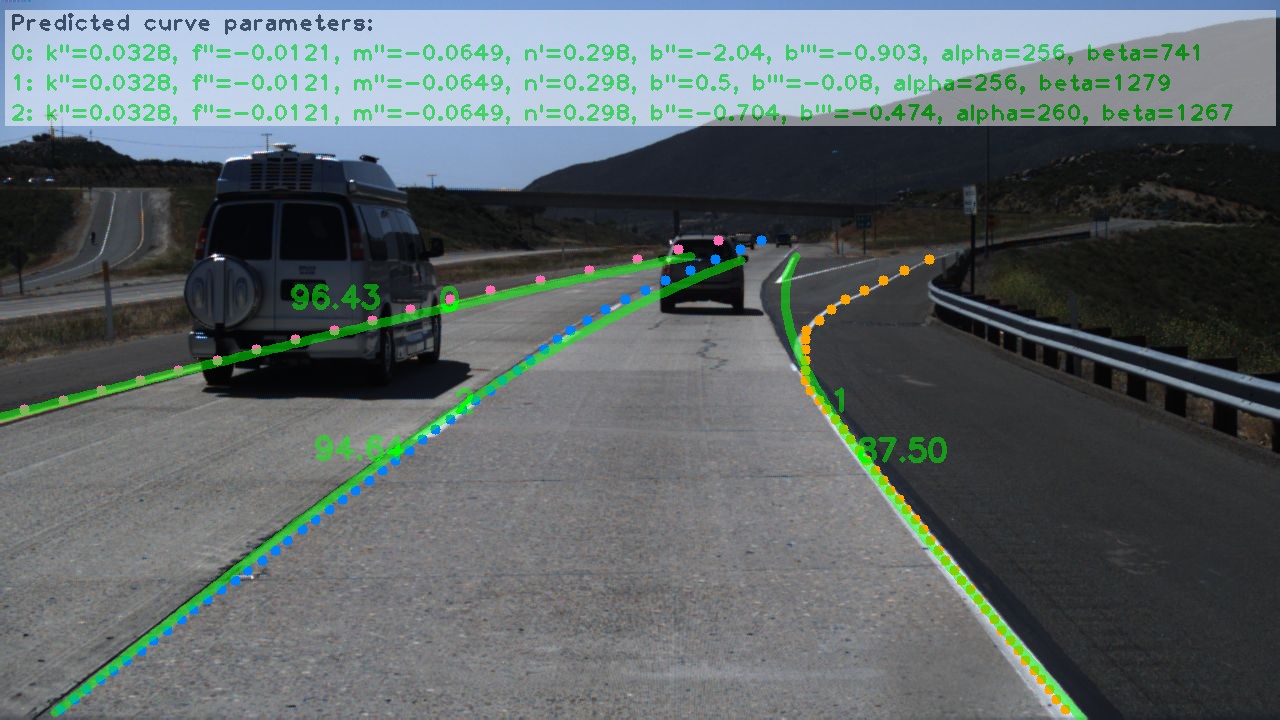 Predicted curve parameters:
0: k''=0.0328, f''=-0.0121, m''=-0.0649, n'=0.298, b''=-2.04, b'''=-0.903, alpha=256, beta=741
1: k''=0.0328, f''=-0.0121, m''=-0.0649, n'=0.298, b''=0.5, b'''=-0.08, alpha=256, beta=1279
2: k''=0.0328, f''=-0.0121, m''=-0.0649, n'=0.298, b''=-0.704, b'''=-0.474, alpha=260, beta=1267
96.43 0
2 1
94.64 87.50